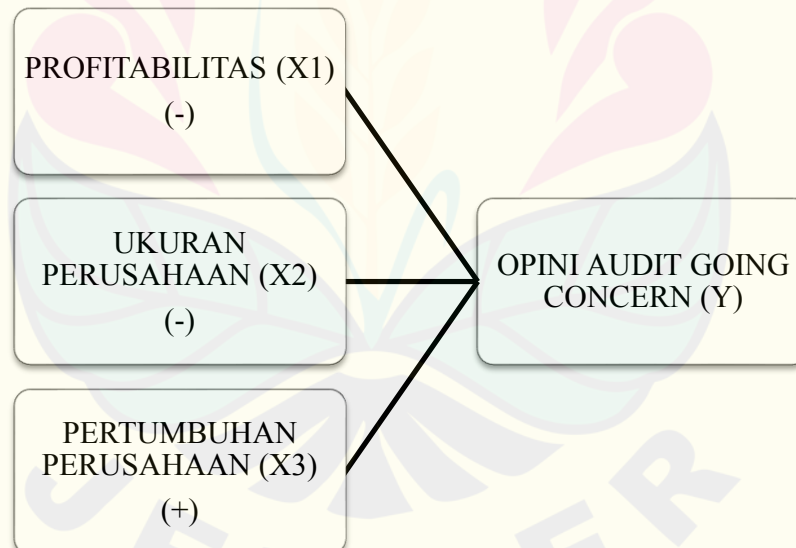 PROFITABILITAS (X1)
(-)
UKURAN
PERUSAHAAN (X2)
(-)
PERTUMBUHAN
PERUSAHAAN (X3)
(+)
OPINI AUDIT GOING
CONCERN (Y)